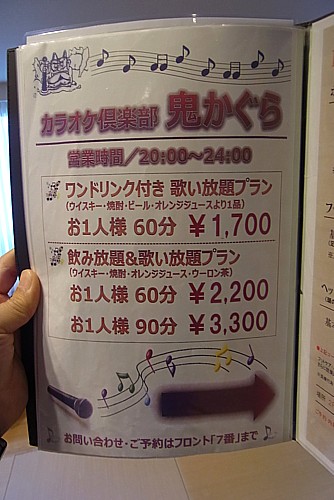 カラオケ倶楽部 鬼かぐら
営業時間／20:00～24:00
ワンドリンク付き 歌い放題プラン
（ウイスキー・焼酎・ビール・オレンジジュースより1品）
お1人様 60分 ￥1,700
飲み放題&歌い放題プラン
（ウイスキー・焼酎・オレンジジュース・ウーロン茶）
お1人様 60分 ￥2,200
お1人様 90分 ￥3,300
お問い合わせ・ご予約はフロント「7番」まで